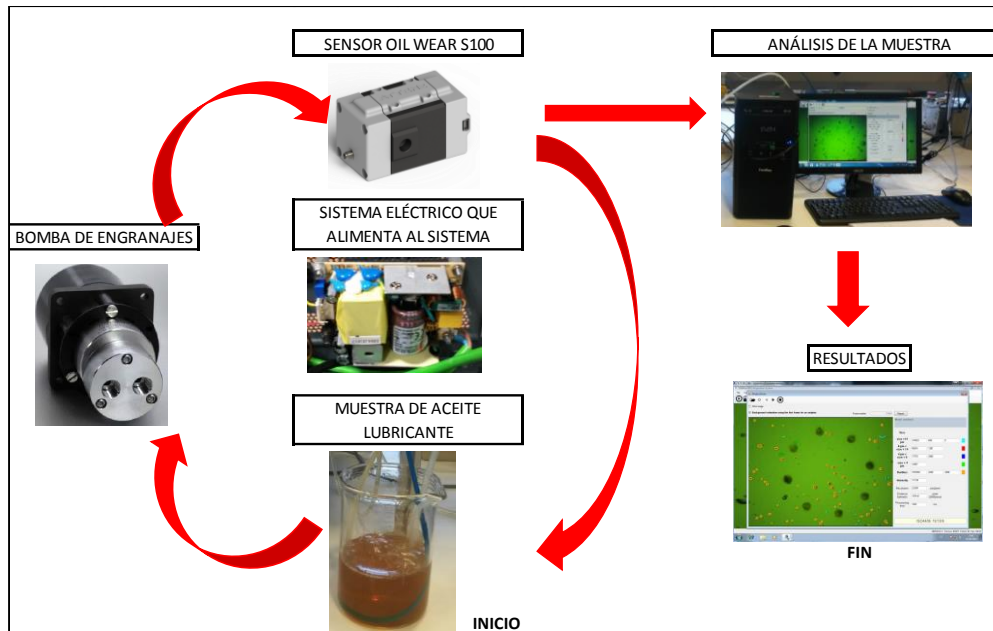 SENSOR OIL WEAR S100
ANÁLISIS DE LA MUESTRA
BOMBA DE ENGRANAJES
SISTEMA ELÉCTRICO QUE
ALIMENTA AL SISTEMA
MUESTRA DE ACEITE
LUBRICANTE
RESULTADOS
FIN
INICIO